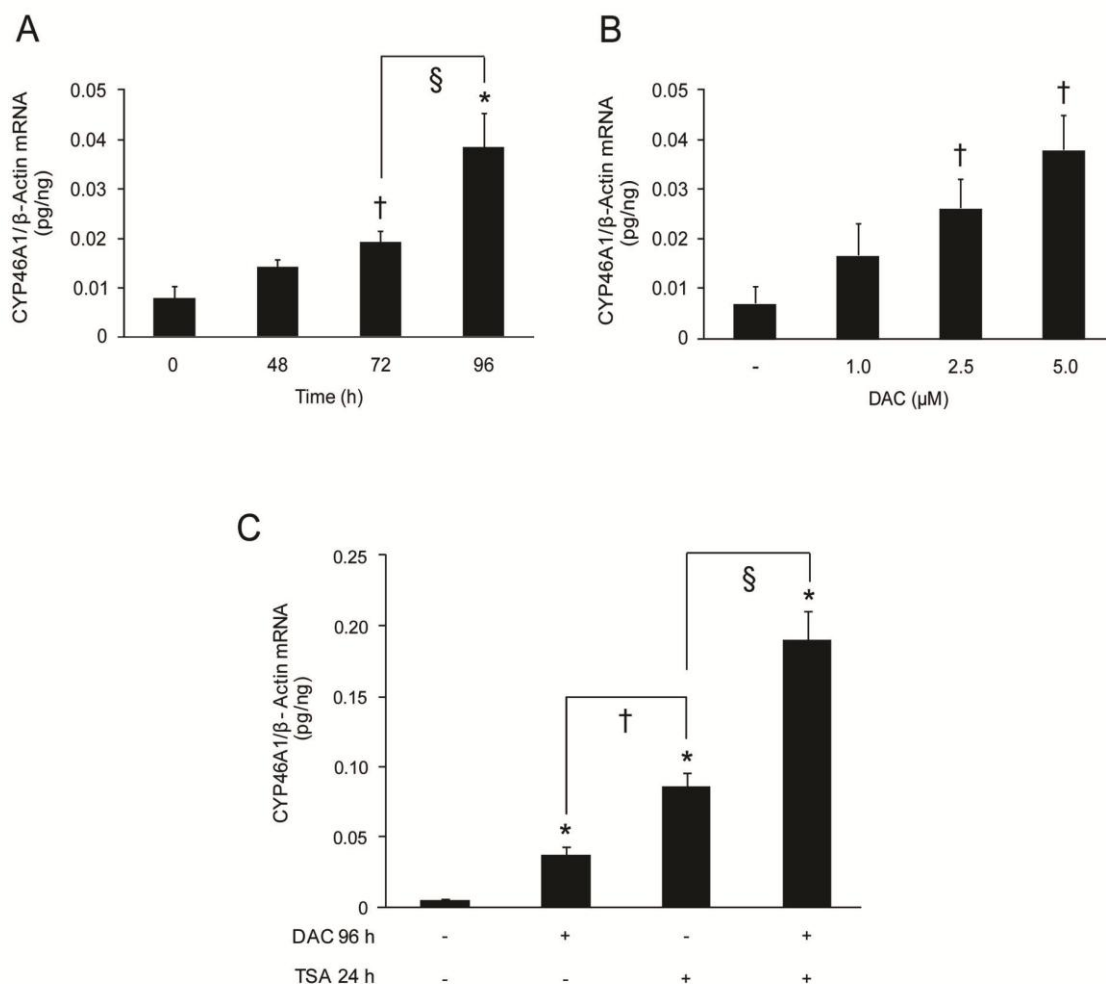 A
CYP46A1/β-Actin mRNA
(pg/ng)
0.05
0.04
0.03
0.02
0.01
0
§
†
*
0 48 72 96
Time (h)
B
CYP46A1/β-Actin mRNA
(pg/ng)
0.05
0.04
0.03
0.02
0.01
0
†
†
- 1.0 2.5 5.0
DAC (µM)
C
CYP46A1/β- Actin mRNA
(pg/ng)
0.25
0.20
0.15
0.10
0.05
0
§
*
†
*
*
DAC 96 h - + - +
TSA 24 h - - + +